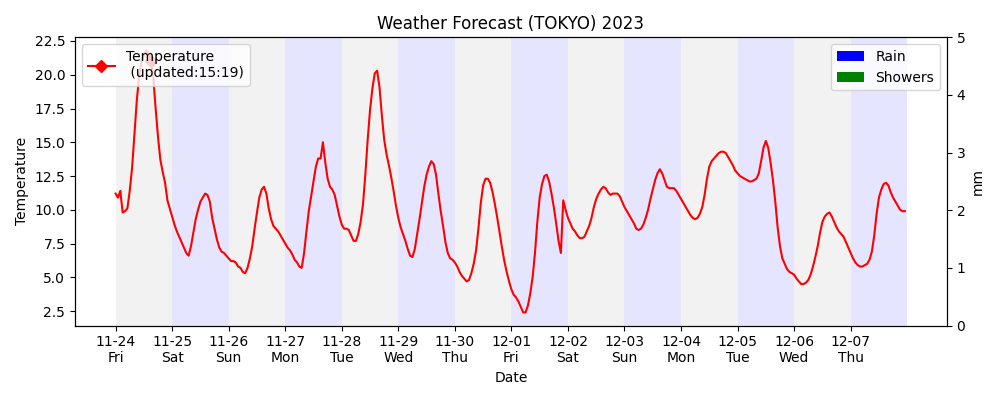 Weather Forecast (TOKYO) 2023
Temperature
(updated:15:19)
Rain
Showers
Temperature
22.5
20.0
17.5
15.0
12.5
10.0
7.5
5.0
2.5
5
4
3
2
1
0
mm
11-24 11-25 11-26 11-27 11-28 11-29 11-30 12-01 12-02 12-03 12-04 12-05 12-06 12-07
Fri Sat Sun Mon Tue Wed Thu Fri Sat Sun Mon Tue Wed Thu
Date